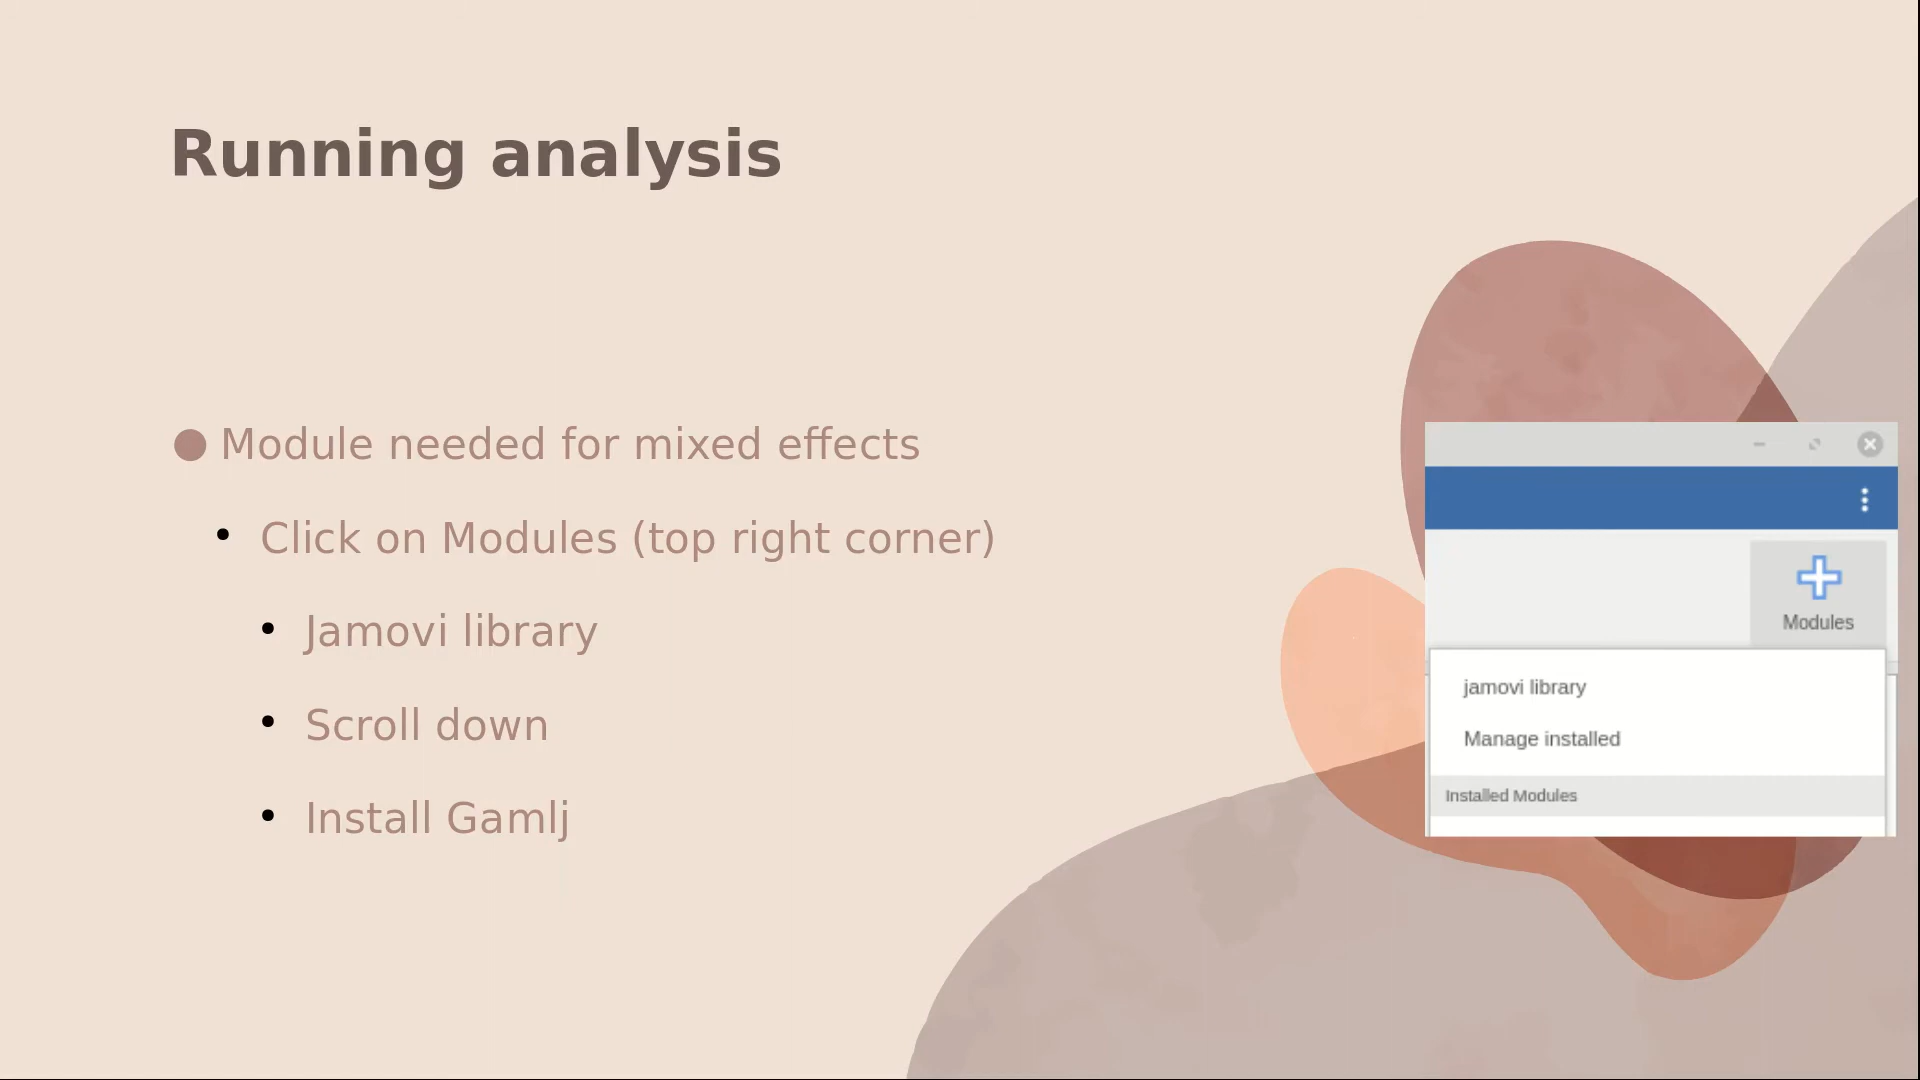 Running analysis
● Module needed for mixed effects
• Click on Modules (top right corner)
• Jamovi library
• Scroll down
• Install Gamlj
Modules
jamovi library
Manage installed
Installed Modules